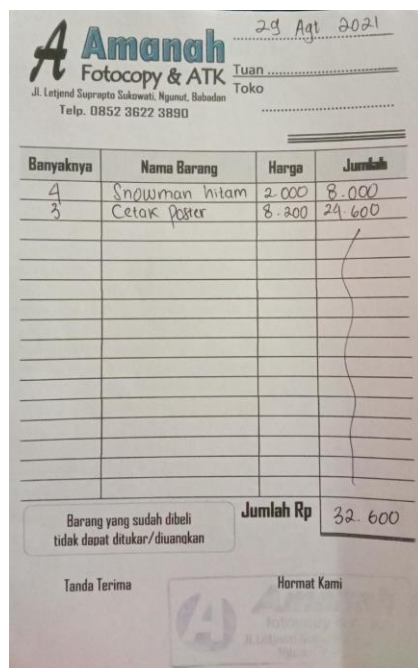 29 Agt 2021
A Amanah
Fotocopy & ATK
Jl. Letjend Suprapto Sukowati, Ngunut, Babadan
Telp. 0852 3622 3890
Tuan
Toko
Banyaknya Nama Barang Harga Jumlah
4 Snowman hitam 2.000 8.000
3 Cetak Poster 8.200 24.600
Jumlah Rp 32.600
Barang yang sudah dibeli
tidak dapat ditukar/diuangkan
Tanda Terima Hormat Kami
A Amanah